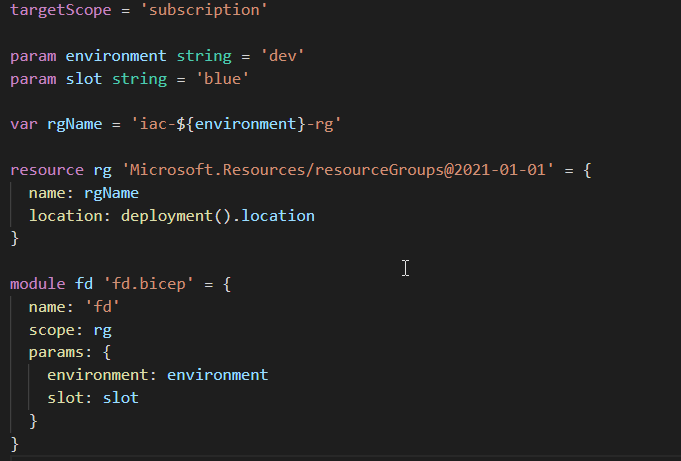 targetScope = 'subscription'
param environment string = 'dev'
param slot string = 'blue'
var rgName = 'iac-${environment}-rg'
resource rg 'Microsoft.Resources/resourceGroups@2021-01-01' = {
  name: rgName
  location: deployment().location
}
module fd 'fd.bicep' = {
  name: 'fd'
  scope: rg
  params: {
    environment: environment
    slot: slot
  }
}